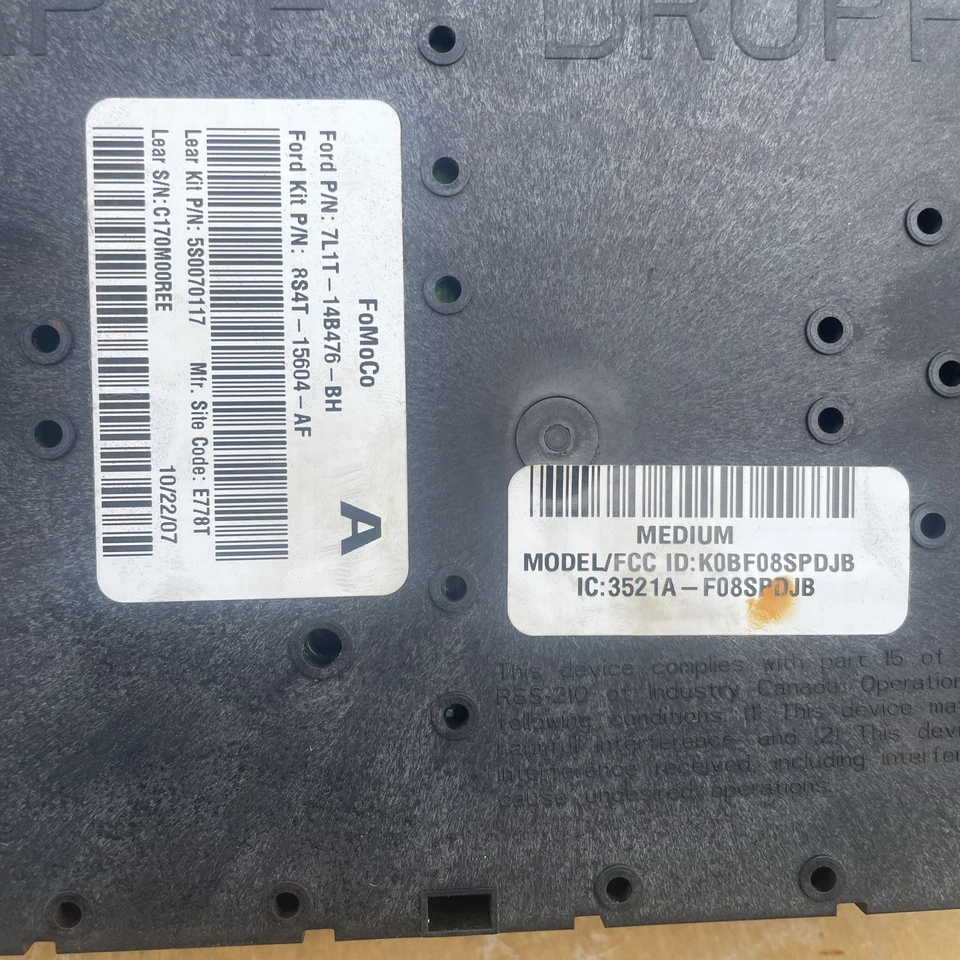 DROPP
FoMoCo
A
Ford P/N: 7L1T-14B476-BH
Ford Kit P/N: 8S4T-15604-AF
Lear Kit P/N: 5S0070117 Mfr. Site Code: E778T
Lear S/N:C170M00REE 10/22/07
MEDIUM
MODEL/FCC ID:K0BF08SPDJB
IC:3521A-F08SPDJB
This device complies with part 15 of
RSS-210 of Industry Canada. Operation
following conditions: (1) This device
harmful interference and (2) This
interference received, including
cause undesired operations.